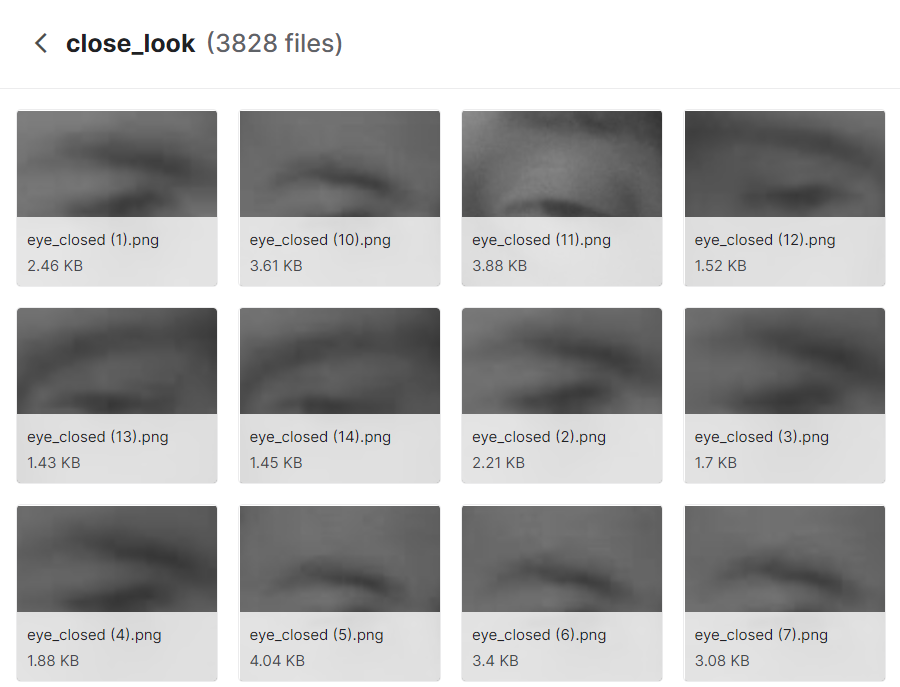 close_look (3828 files)
eye_closed (1).png
2.46 KB
eye_closed (10).png
3.61 KB
eye_closed (11).png
3.88 KB
eye_closed (12).png
1.52 KB
eye_closed (13).png
1.43 KB
eye_closed (14).png
1.45 KB
eye_closed (2).png
2.21 KB
eye_closed (3).png
1.7 KB
eye_closed (4).png
1.88 KB
eye_closed (5).png
4.04 KB
eye_closed (6).png
3.4 KB
eye_closed (7).png
3.08 KB